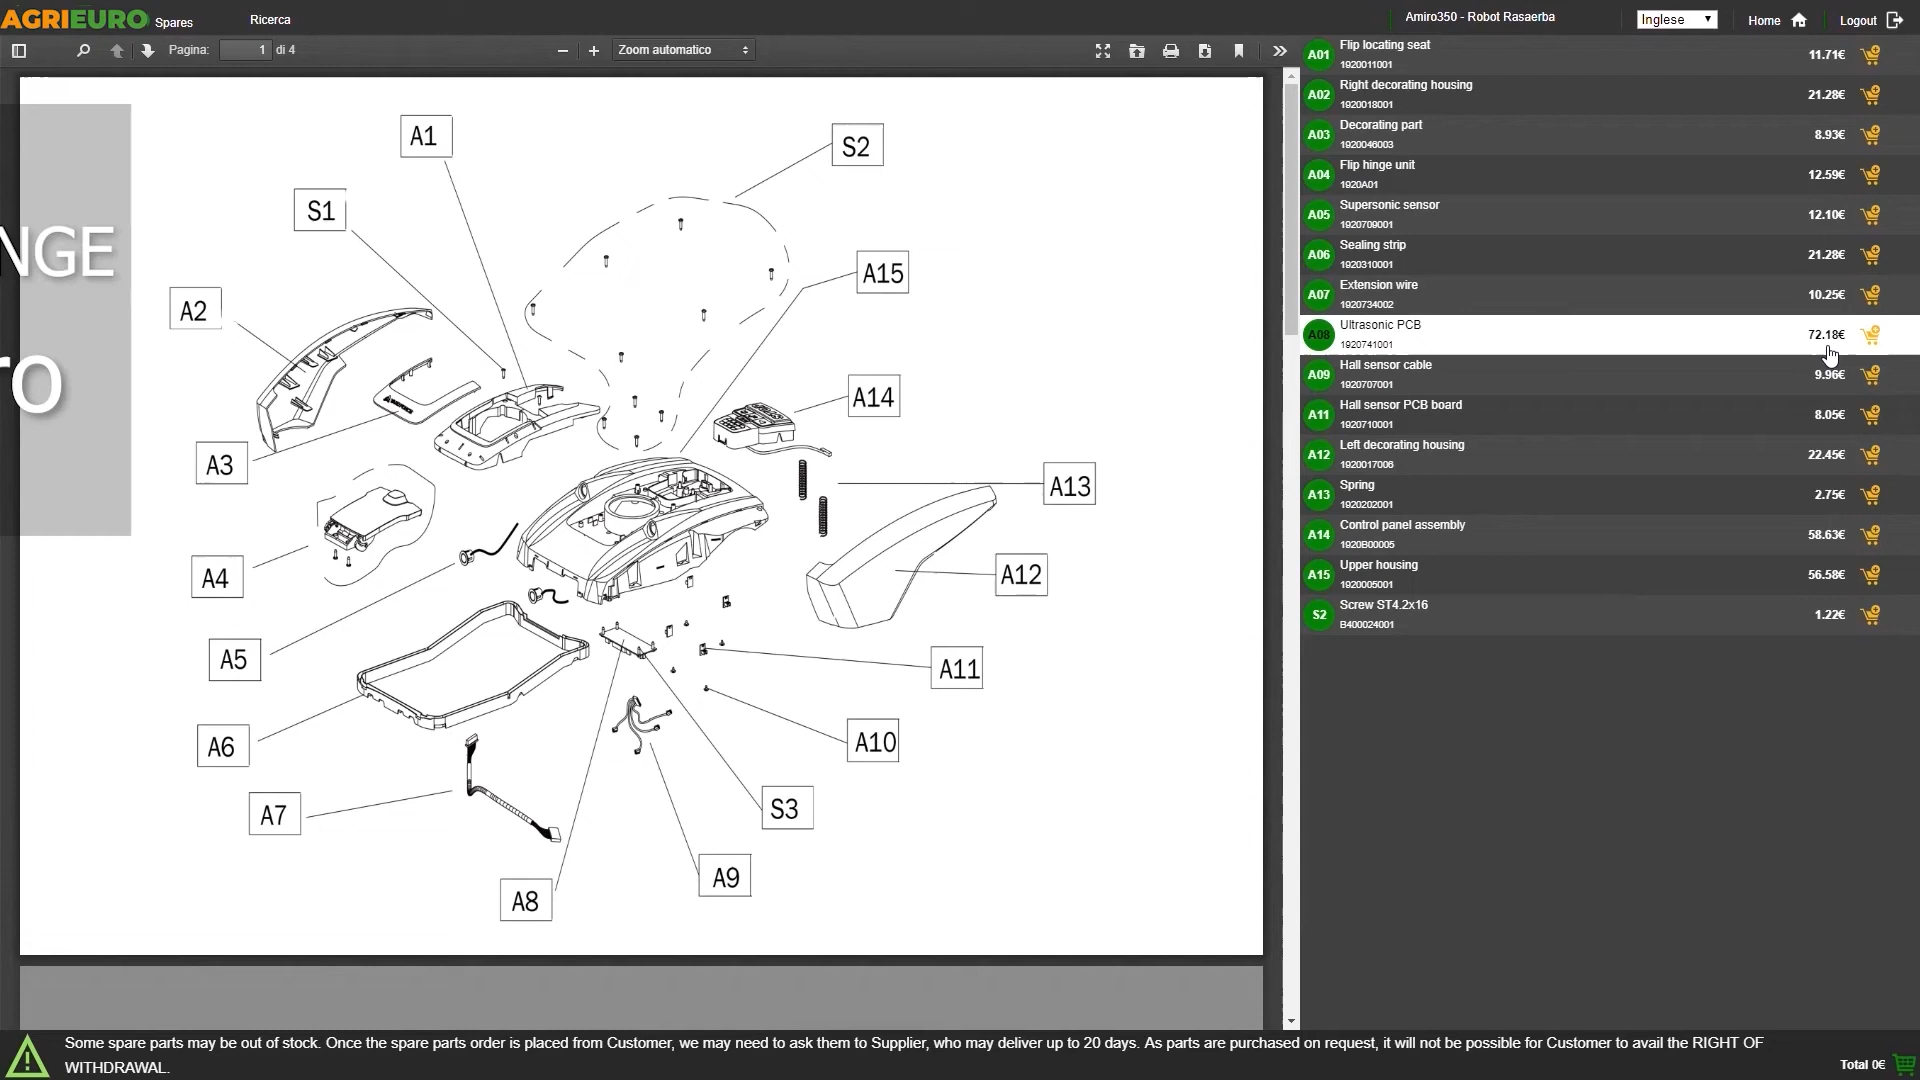 AGRIEURO Spares
Ricerca
Amiro350 - Robot Rasaerba
Inglese
Home
Logout
Pagina:
1
di 4
Zoom automatico
NGE
ro
A1
S2
S1
A15
A2
A14
A3
A13
A4
A12
A5
A11
A6
A10
A7
S3
A9
A8
A01 Flip locating seat 11.71€
1920011001
A02 Right decorating housing 21.28€
1920018001
A03 Decorating part 8.93€
1920046003
A04 Flip hinge unit 12.59€
1920A01
A05 Supersonic sensor 12.10€
1920709001
A06 Sealing strip 21.28€
1920310001
A07 Extension wire 10.25€
1920734002
A08 Ultrasonic PCB 72.18€
1920741001
A09 Hall sensor cable 9.96€
1920707001
A11 Hall sensor PCB board 8.05€
1920710001
A12 Left decorating housing 22.45€
1920017006
A13 Spring 2.75€
1920202001
A14 Control panel assembly 58.63€
1920B00005
A15 Upper housing 56.58€
1920005001
S2 Screw ST4.2x16 1.22€
B400024001
Some spare parts may be out of stock. Once the spare parts order is placed from Customer, we may need to ask them to Supplier, who may deliver up to 20 days. As parts are purchased on request, it will not be possible for Customer to avail the RIGHT OF
WITHDRAWAL.
Total 0€